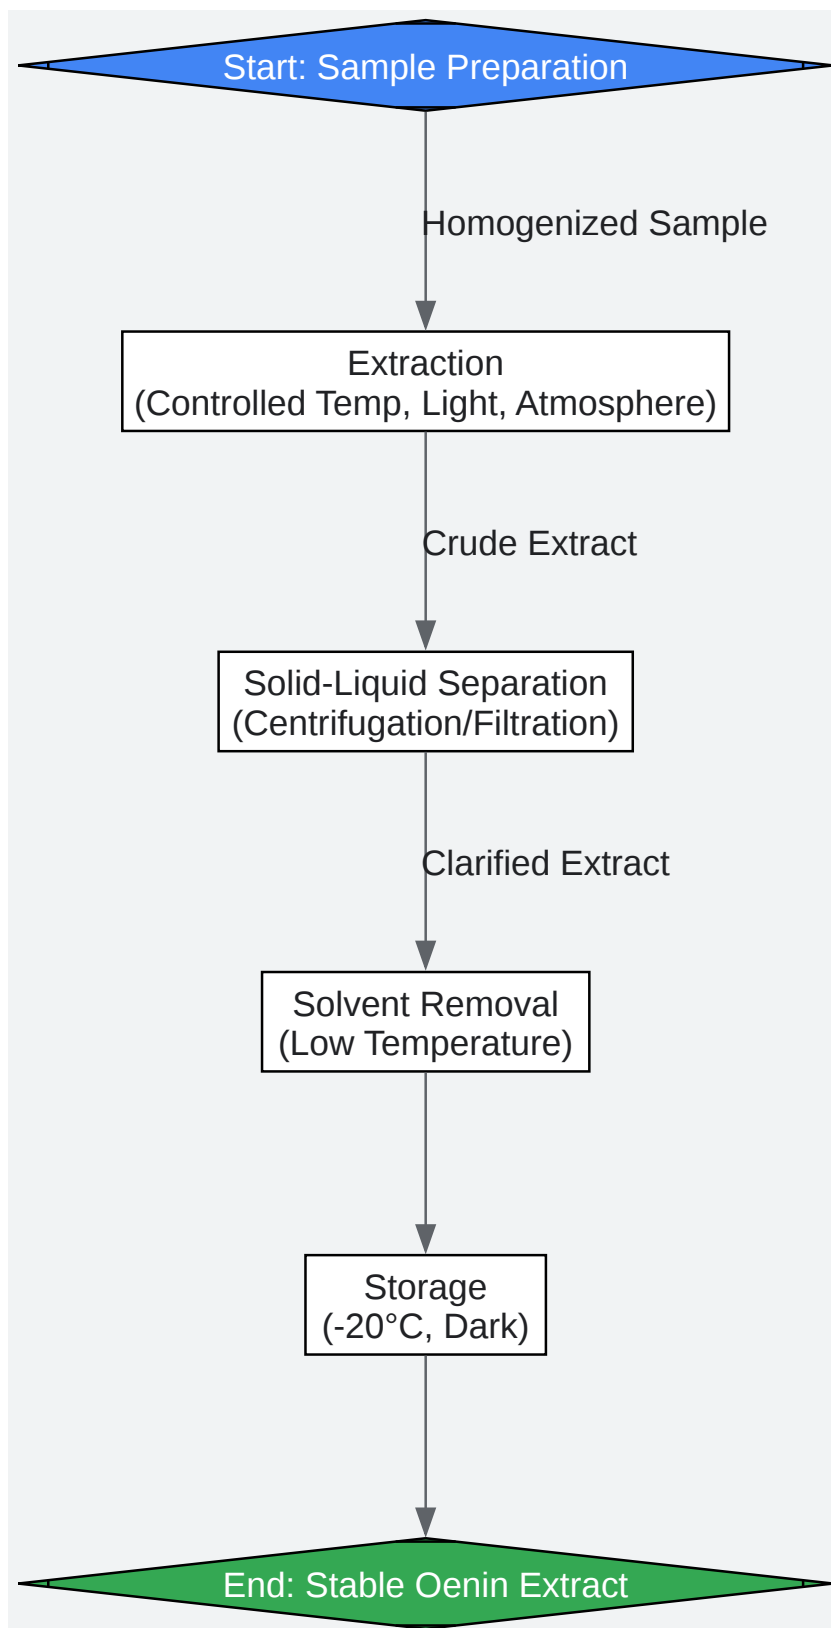 Start: Sample Preparation
Homogenized Sample
Extraction
(Controlled Temp, Light, Atmosphere)
Crude Extract
Solid-Liquid Separation
(Centrifugation/Filtration)
Clarified Extract
Solvent Removal
(Low Temperature)
Storage
(-20°C, Dark)
End: Stable Oenin Extract